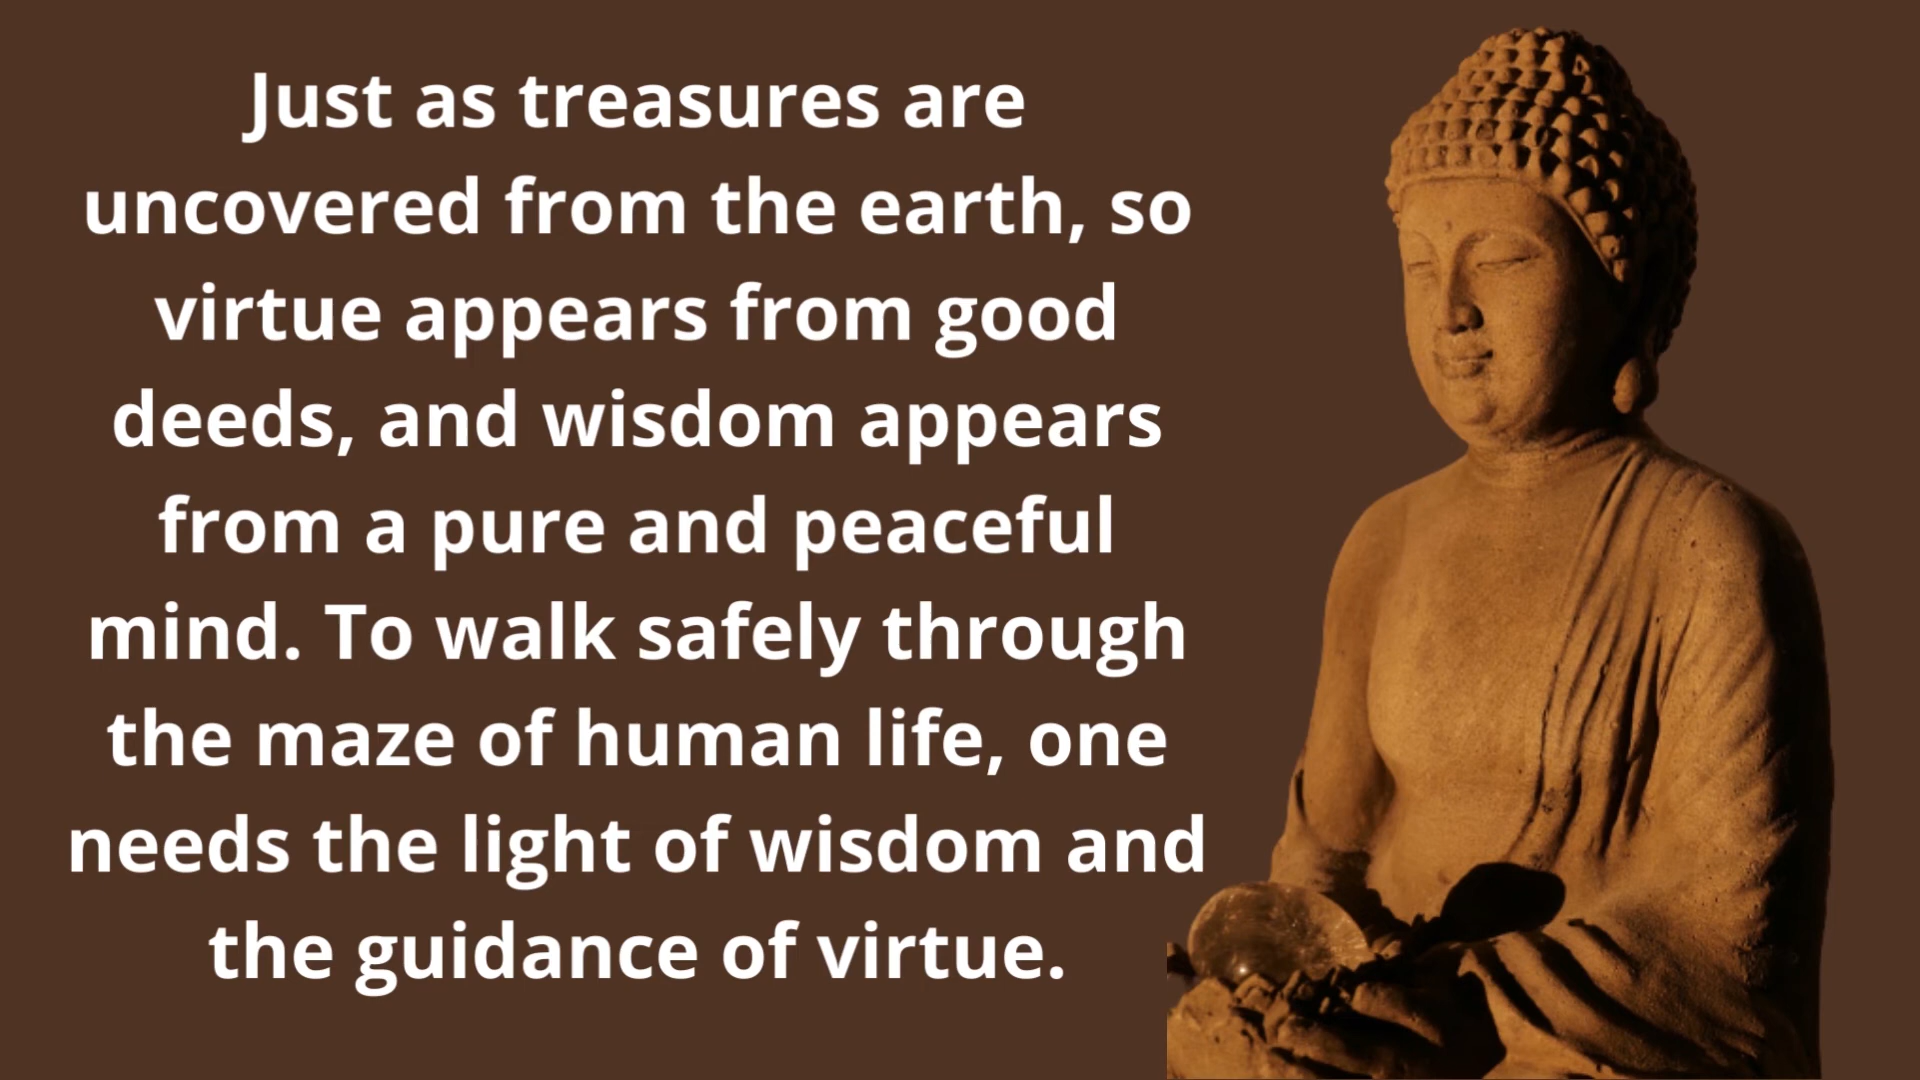 Just as treasures are
uncovered from the earth, so
virtue appears from good
deeds, and wisdom appears
from a pure and peaceful
mind. To walk safely through
the maze of human life, one
needs the light of wisdom and
the guidance of virtue.